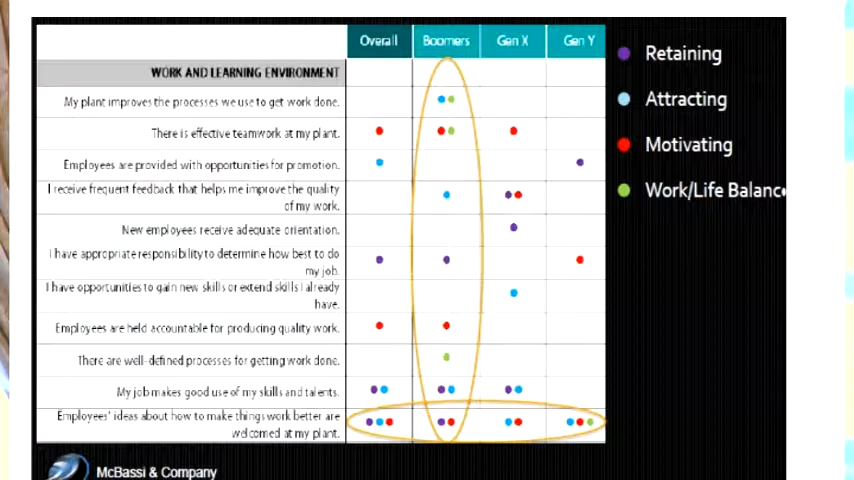 Overall Boomers Gen X Gen Y
WORK AND LEARNING ENVIRONMENT
My plant improves the processes we use to get work done.
There is effective teamwork at my plant.
Employees are provided with opportunities for promotion.
I receive frequent feedback that helps me improve the quality
of my work.
New employees receive adequate orientation.
I have appropriate responsibility to determine how best to do
my job.
I have opportunities to gain new skills or extend skills I already
have.
Employees are held accountable for producing quality work.
There are well-defined processes for getting work done.
My job makes good use of my skills and talents.
Employees' ideas about how to make things work better are
welcomed at my plant.
Retaining
Attracting
Motivating
Work/Life Balanc
McBassi & Company